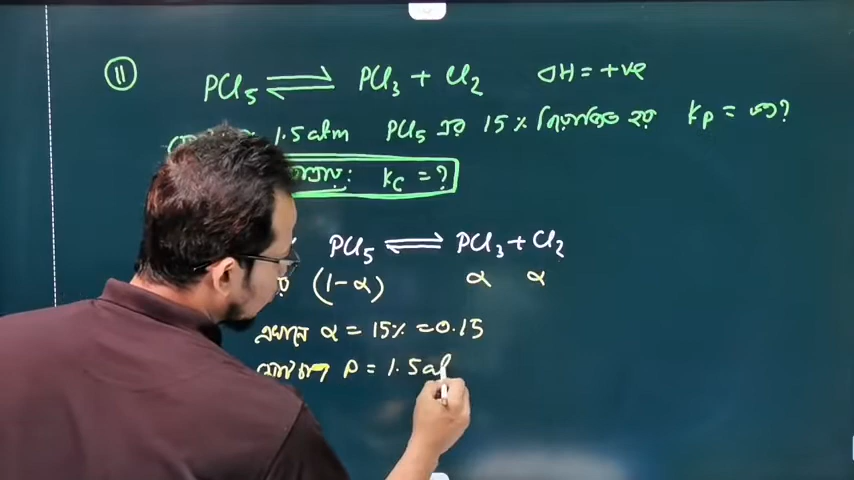 (11) PCl₅ ⇌ PCl₃ + Cl₂ ΔH = +ve
1.5 atm PCl₅ এর 15% বিয়োজিত হয় Kp = কত?
Kc = ?
PCl₅ ⇌ PCl₃ + Cl₂
(1-α) α α
এখানে α = 15% = 0.15
P = 1.5 a